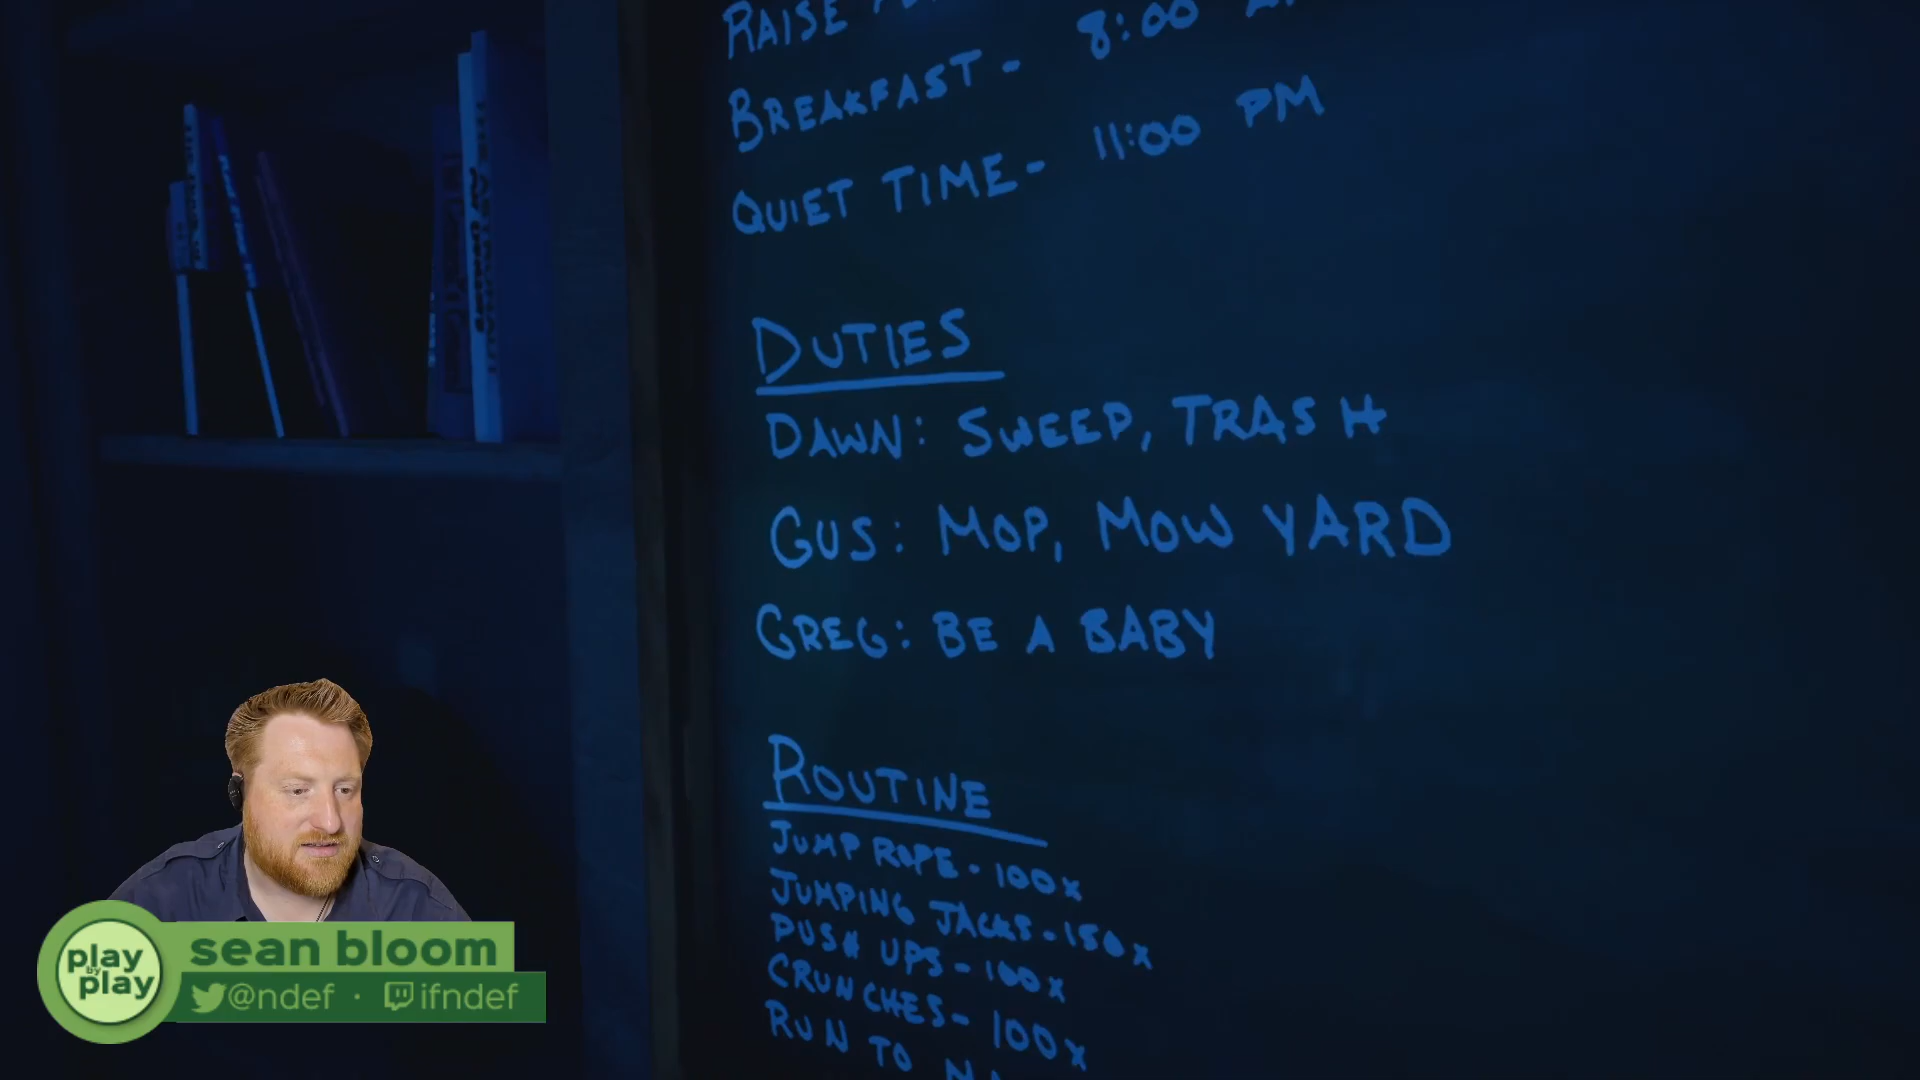 RAISE
BREAKFAST - 8:00
QUIET TIME - 11:00 PM
DUTIES
DAWN: SWEEP, TRASH
GUS: MOP, MOW YARD
GREG: BE A BABY
ROUTINE
JUMP ROPE - 100x
JUMPING JACKS - 150x
PUSH UPS - 100x
CRUNCHES - 100x
RUN TO
play by play
sean bloom
@ndef · ifndef